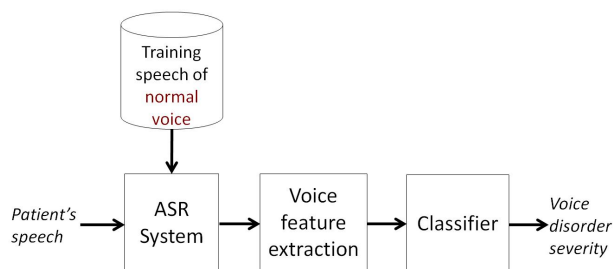 Training
speech of
normal
voice
Patient's
speech
ASR
System
Voice
feature
extraction
Classifier
Voice
disorder
severity